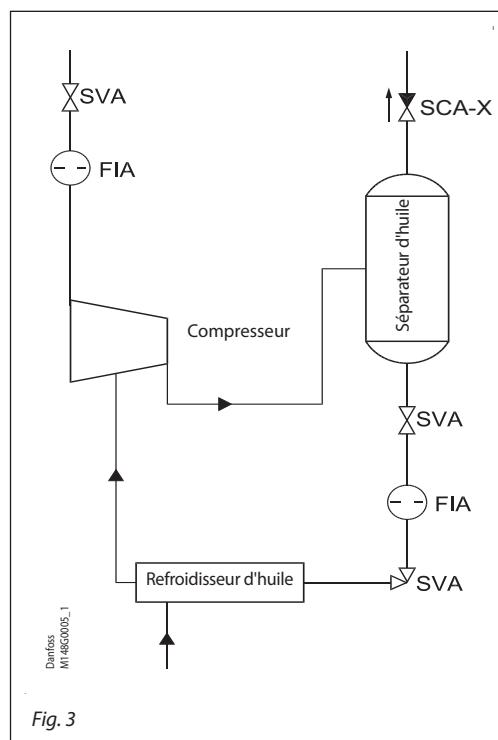 SVA
SCA-X
FIA
Séparateur d'huile
Compresseur
SVA
FIA
Refroidisseur d'huile
SVA
Danfoss
M148G0005_1
Fig. 3